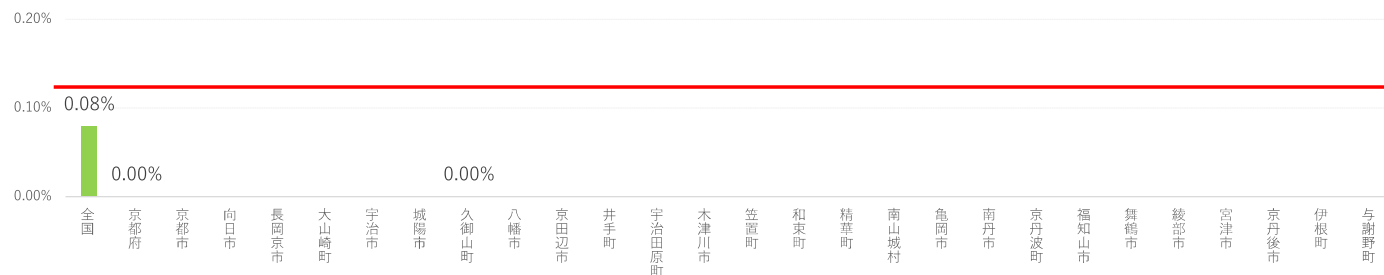 0.20%
0.10%
0.08%
0.00%
0.00%
0.00%
全国
京都府
京都市
向日市
長岡京市
大山崎町
宇治市
城陽市
久御山町
八幡市
京田辺市
井手町
宇治田原町
木津川市
笠置町
和束町
精華町
南山城村
亀岡市
南丹市
京丹波町
福知山市
舞鶴市
綾部市
宮津市
京丹後市
伊根町
与謝野町